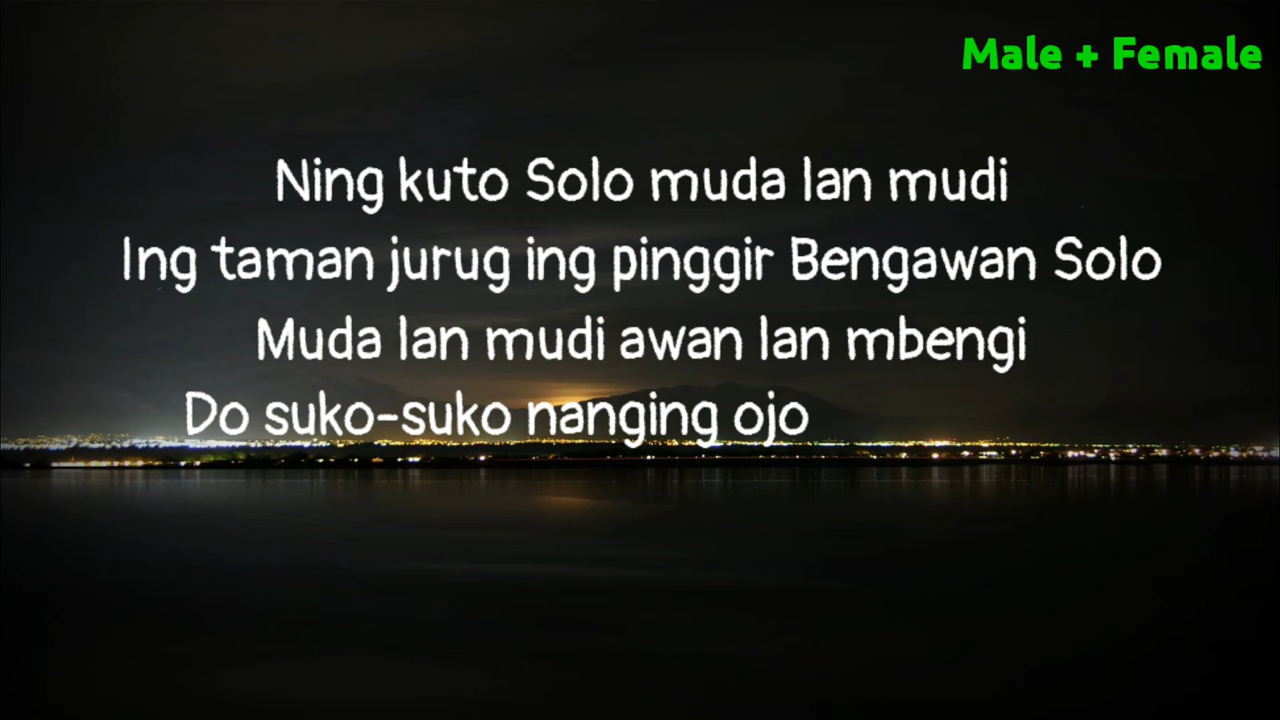 Male + Female
Ning kuto Solo muda lan mudi
Ing taman jurug ing pinggir Bengawan Solo
Muda lan mudi awan lan mbengi
Do suko-suko nanging ojo